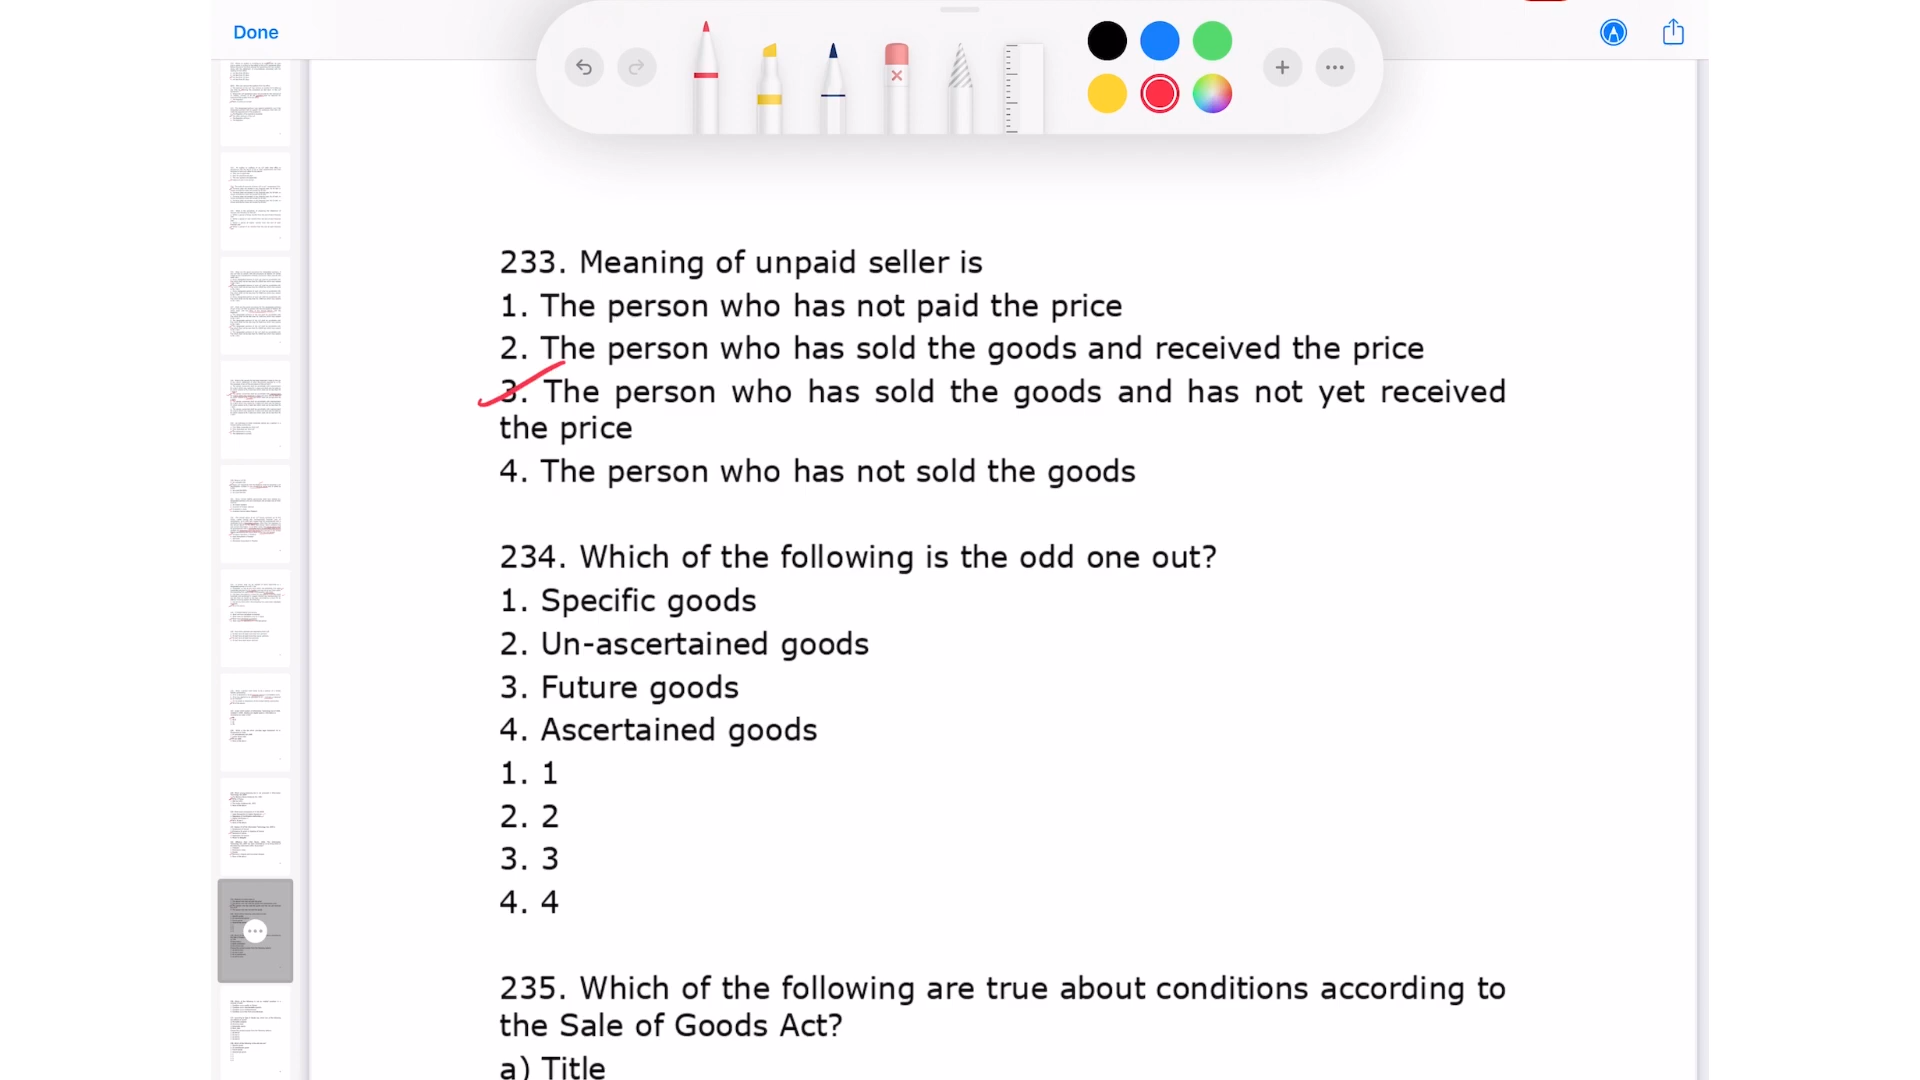 Done
233. Meaning of unpaid seller is
1. The person who has not paid the price
2. The person who has sold the goods and received the price
3. The person who has sold the goods and has not yet received
the price
4. The person who has not sold the goods
234. Which of the following is the odd one out?
1. Specific goods
2. Un-ascertained goods
3. Future goods
4. Ascertained goods
1. 1
2. 2
3. 3
4. 4
235. Which of the following are true about conditions according to
the Sale of Goods Act?
a) Title